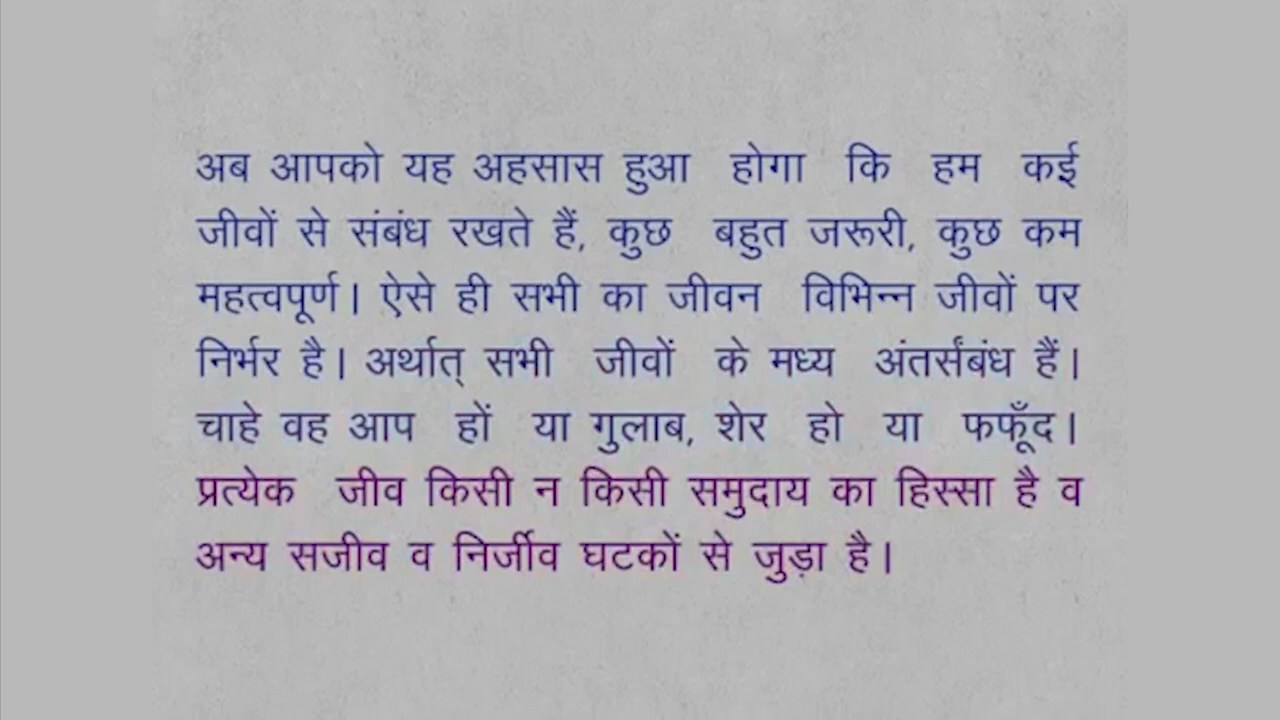 अब आपको यह अहसास हुआ होगा कि हम कई
जीवों से संबंध रखते हैं, कुछ बहुत जरूरी, कुछ कम
महत्वपूर्ण। ऐसे ही सभी का जीवन विभिन्न जीवों पर
निर्भर है। अर्थात् सभी जीवों के मध्य अंतर्संबंध हैं।
चाहे वह आप हों या गुलाब, शेर हो या फफूँद।
प्रत्येक जीव किसी न किसी समुदाय का हिस्सा है व
अन्य सजीव व निर्जीव घटकों से जुड़ा है।